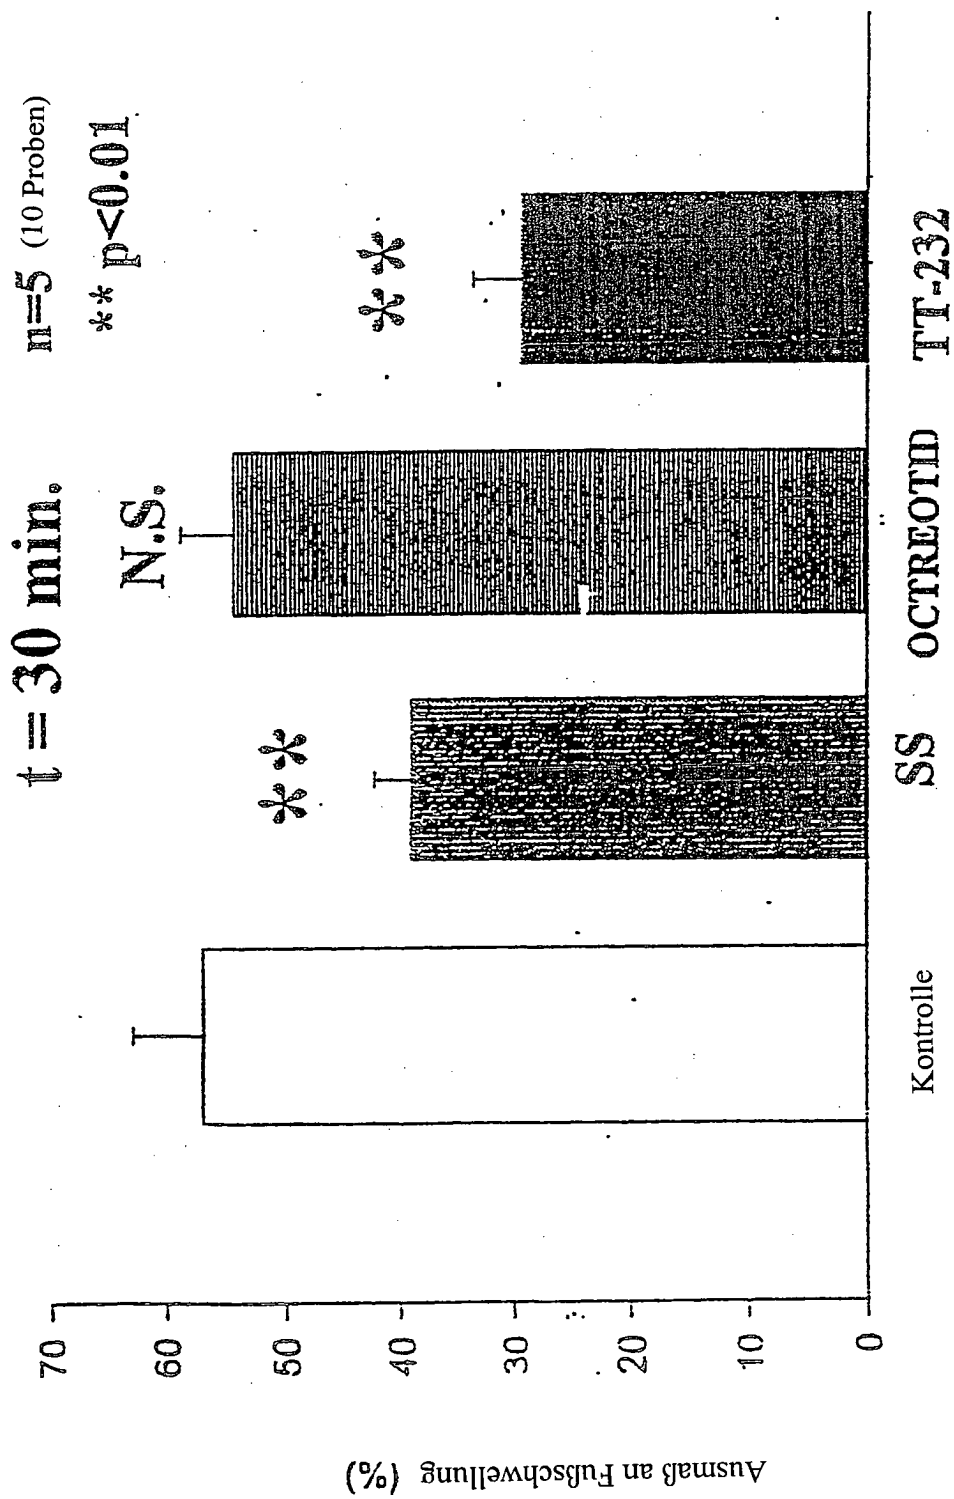 t = 30 min.
n=5 (10 Proben)
** p<0.01
N.S.
**
**
70
60
50
40
30
20
10
0
Ausmaß an Fußschwellung (%)
Kontrolle
SS
OCTREOTID
TT-232